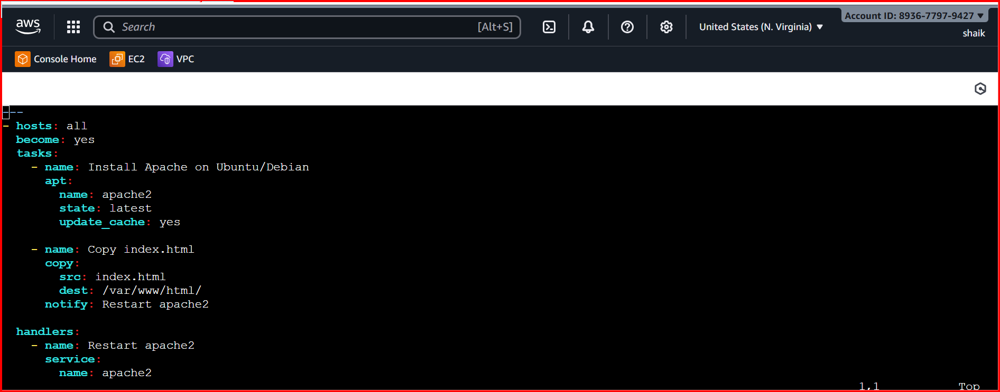 aws
Search [Alt+S]
United States (N. Virginia)
Account ID: 8936-7797-9427
shaik
Console Home
EC2
VPC
---
- hosts: all
  become: yes
  tasks:
    - name: Install Apache on Ubuntu/Debian
      apt:
        name: apache2
        state: latest
        update_cache: yes

    - name: Copy index.html
      copy:
        src: index.html
        dest: /var/www/html/
      notify: Restart apache2

  handlers:
    - name: Restart apache2
      service:
        name: apache2
1,1 Top